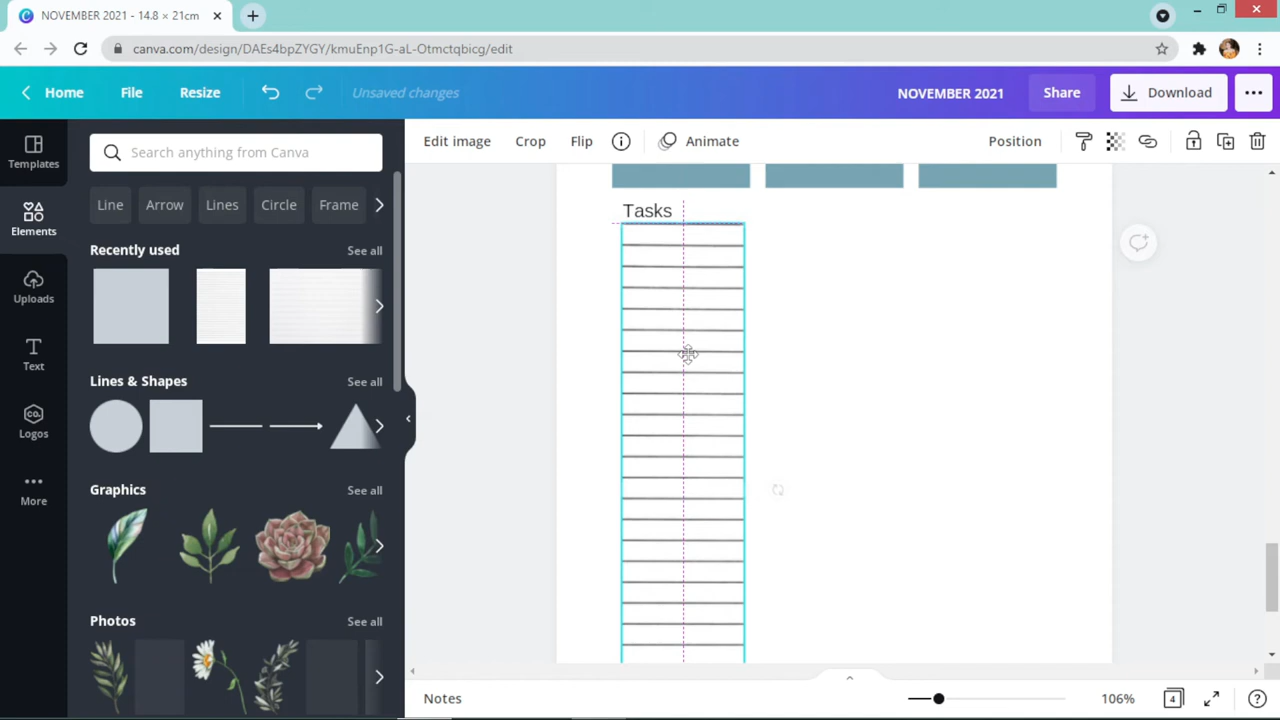 NOVEMBER 2021 - 14.8 × 21cm
canva.com/design/DAEs4bpZYGY/kmuEnp1G-aL-Otmctqbicg/edit
Home
File
Resize
Unsaved changes
NOVEMBER 2021
Share
Download
Templates
Elements
Uploads
Text
CO.
Logos
More
Search anything from Canva
Line
Arrow
Lines
Circle
Frame
Recently used
See all
Lines & Shapes
See all
Graphics
See all
Photos
See all
Edit image
Crop
Flip
Animate
Position
Tasks
Notes
106%
4